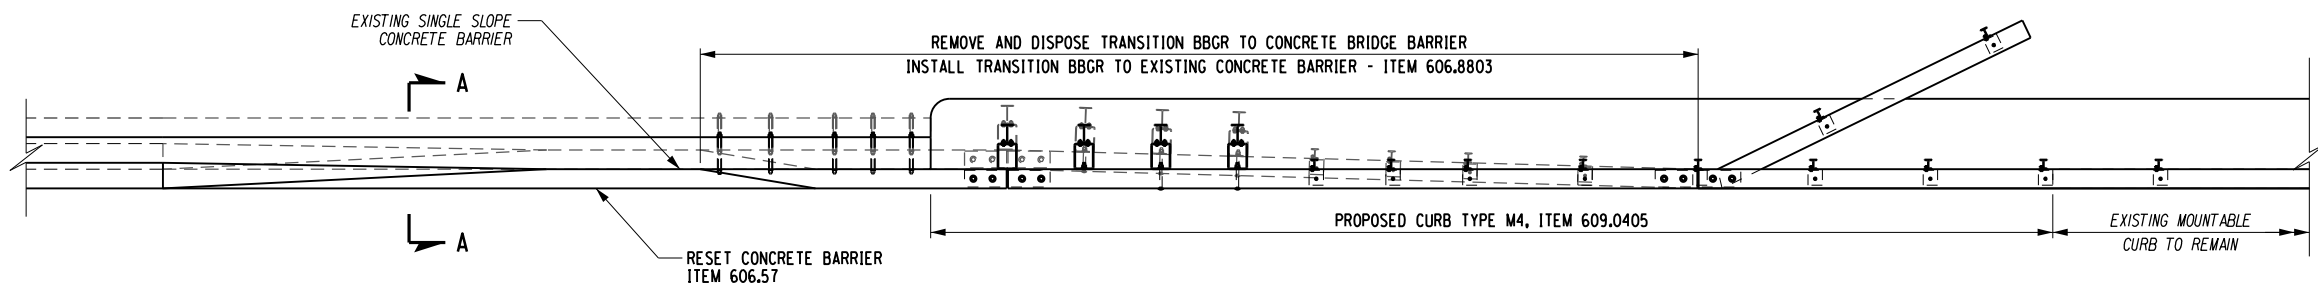 EXISTING SINGLE SLOPE
CONCRETE BARRIER
REMOVE AND DISPOSE TRANSITION BBGR TO CONCRETE BRIDGE BARRIER
INSTALL TRANSITION BBGR TO EXISTING CONCRETE BARRIER - ITEM 606.8803
A
A
PROPOSED CURB TYPE M4, ITEM 609.0405
EXISTING MOUNTABLE
CURB TO REMAIN
RESET CONCRETE BARRIER
ITEM 606.57